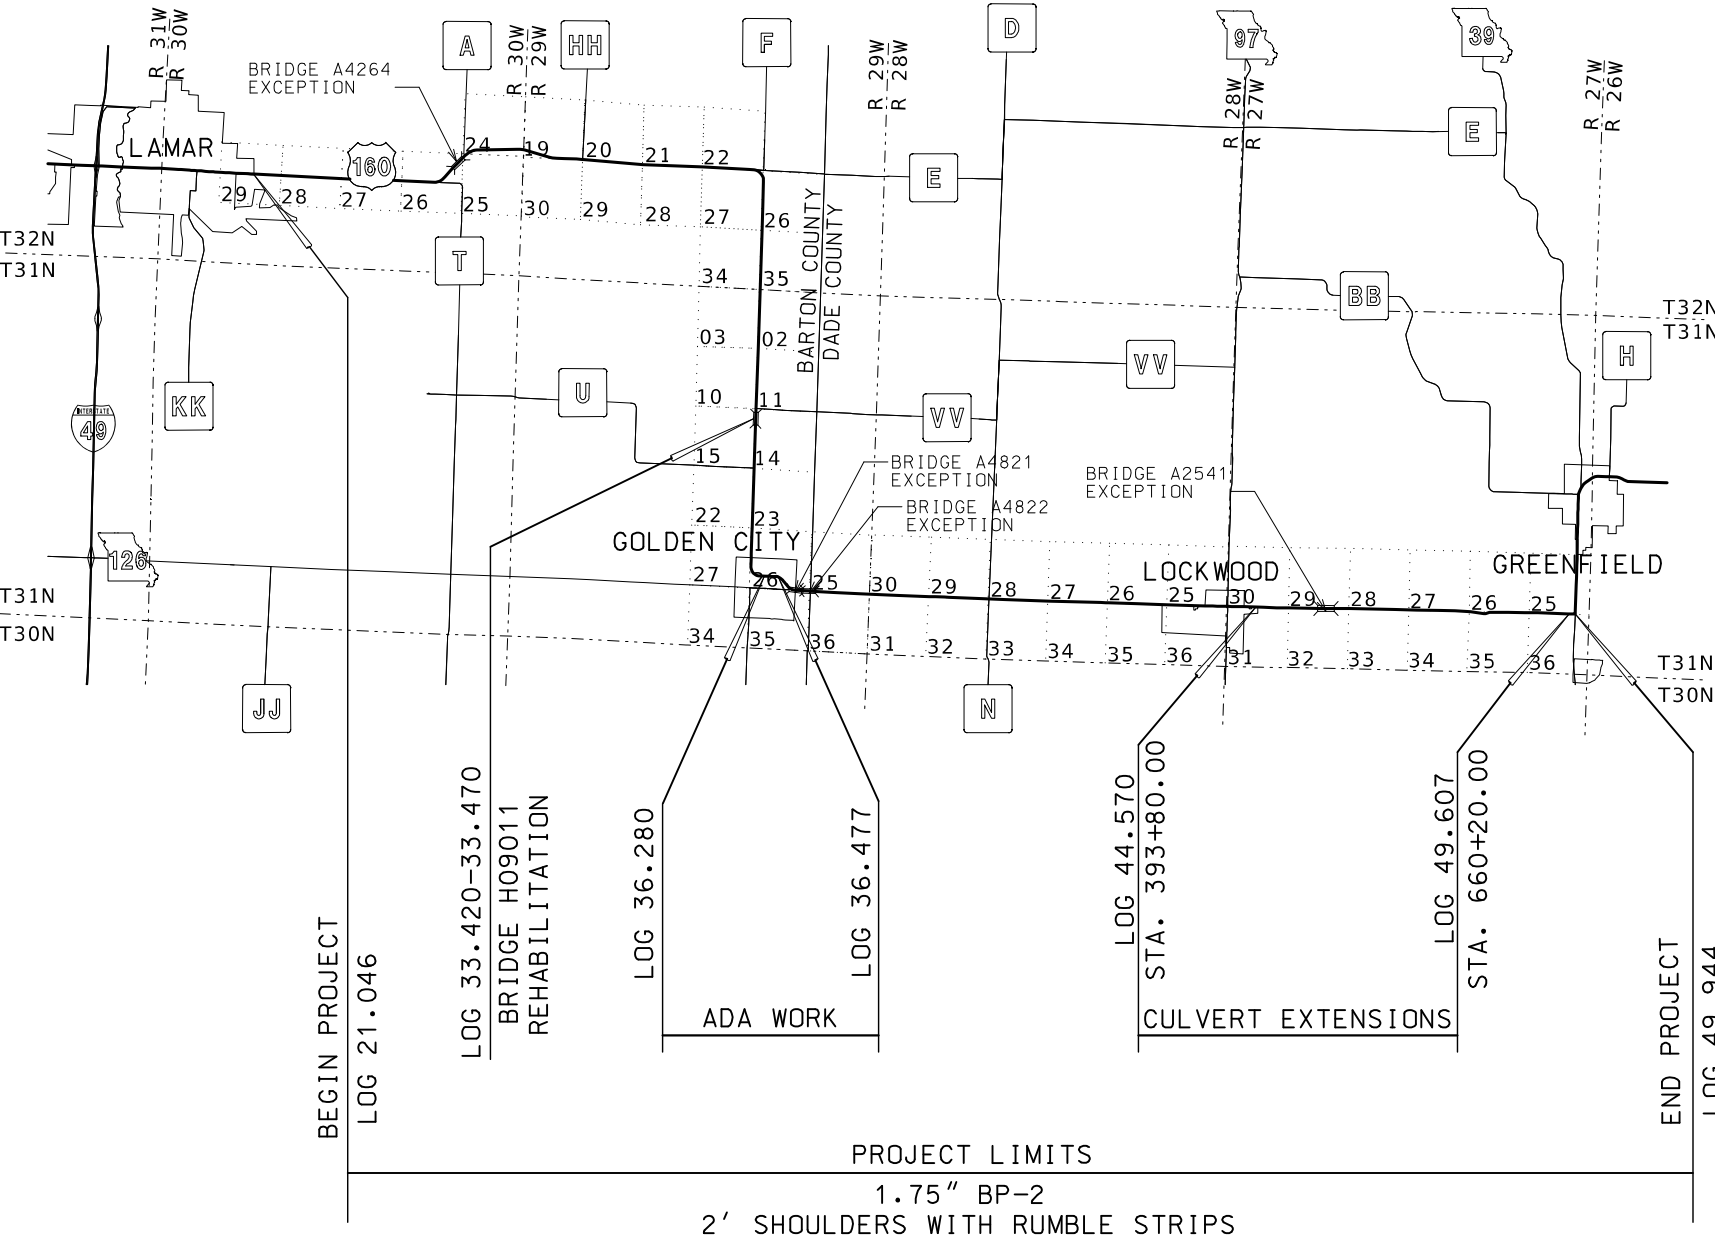 R 31W
R 30W
A
R 30W
R 29W
HH
F
R 29W
R 28W
D
97
39
R 28W
R 27W
R 27W
R 26W
BRIDGE A4264
EXCEPTION
LAMAR
160
24
19
20
21
22
E
E
29
28
27
26
25
30
29
28
27
26
T32N
T31N
T
34
35
BARTON COUNTY
DADE COUNTY
BB
T32N
T31N
03
02
VV
H
KK
U
10
11
VV
INTERSTATE
49
15
14
BRIDGE A4821
EXCEPTION
BRIDGE A2541
EXCEPTION
BRIDGE A4822
EXCEPTION
22
23
GOLDEN CITY
126
LOCKWOOD
GREENFIELD
27
26
25
30
29
28
27
26
25
30
29
28
27
26
25
T31N
T30N
34
35
36
31
32
33
34
35
36
31
32
33
34
35
36
T31N
T30N
JJ
N
BEGIN PROJECT
LOG 21.046
LOG 33.420-33.470
BRIDGE H09011
REHABILITATION
LOG 36.280
LOG 36.477
ADA WORK
LOG 44.570
STA. 393+80.00
LOG 49.607
STA. 660+20.00
CULVERT EXTENSIONS
END PROJECT
LOG 49.944
PROJECT LIMITS
1.75" BP-2
2' SHOULDERS WITH RUMBLE STRIPS